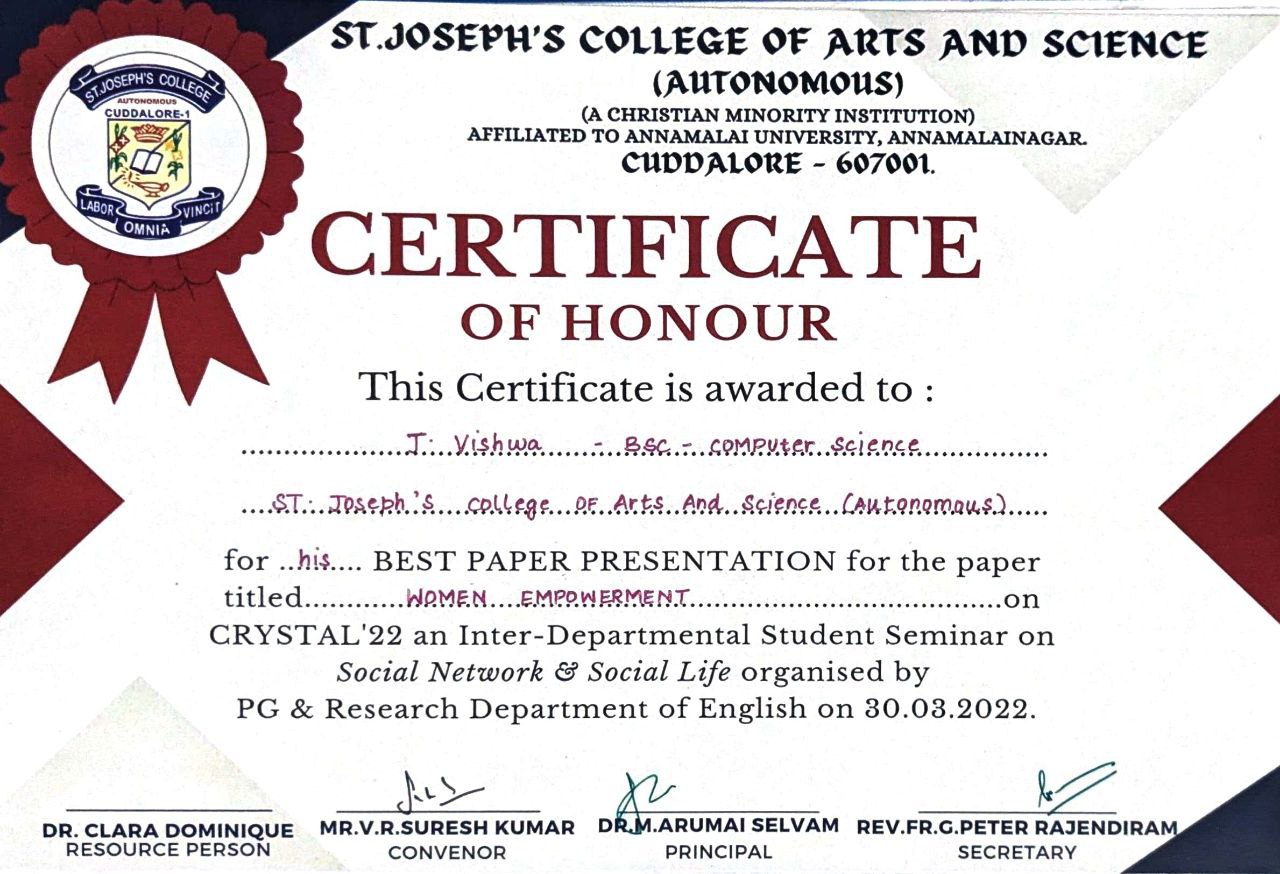 ST.JOSEPH'S COLLEGE OF ARTS AND SCIENCE
(AUTONOMOUS)
(A CHRISTIAN MINORITY INSTITUTION)
AFFILIATED TO ANNAMALAI UNIVERSITY, ANNAMALAINAGAR.
CUDDALORE - 607001.
ST.JOSEPH'S COLLEGE
AUTONOMOUS
CUDDALORE-1
LABOR OMNIA VINCIT
CERTIFICATE
OF HONOUR
This Certificate is awarded to :
J. Vishwa - BSC - computer science
ST. Joseph's college OF Arts And Science (Autonomous)
for ..his.... BEST PAPER PRESENTATION for the paper
titled............WOMEN EMPOWERMENT....................................on
CRYSTAL'22 an Inter-Departmental Student Seminar on
Social Network & Social Life organised by
PG & Research Department of English on 30.03.2022.
DR. CLARA DOMINIQUE MR.V.R.SURESH KUMAR DR.M.ARUMAI SELVAM REV.FR.G.PETER RAJENDIRAM
RESOURCE PERSON CONVENOR PRINCIPAL SECRETARY